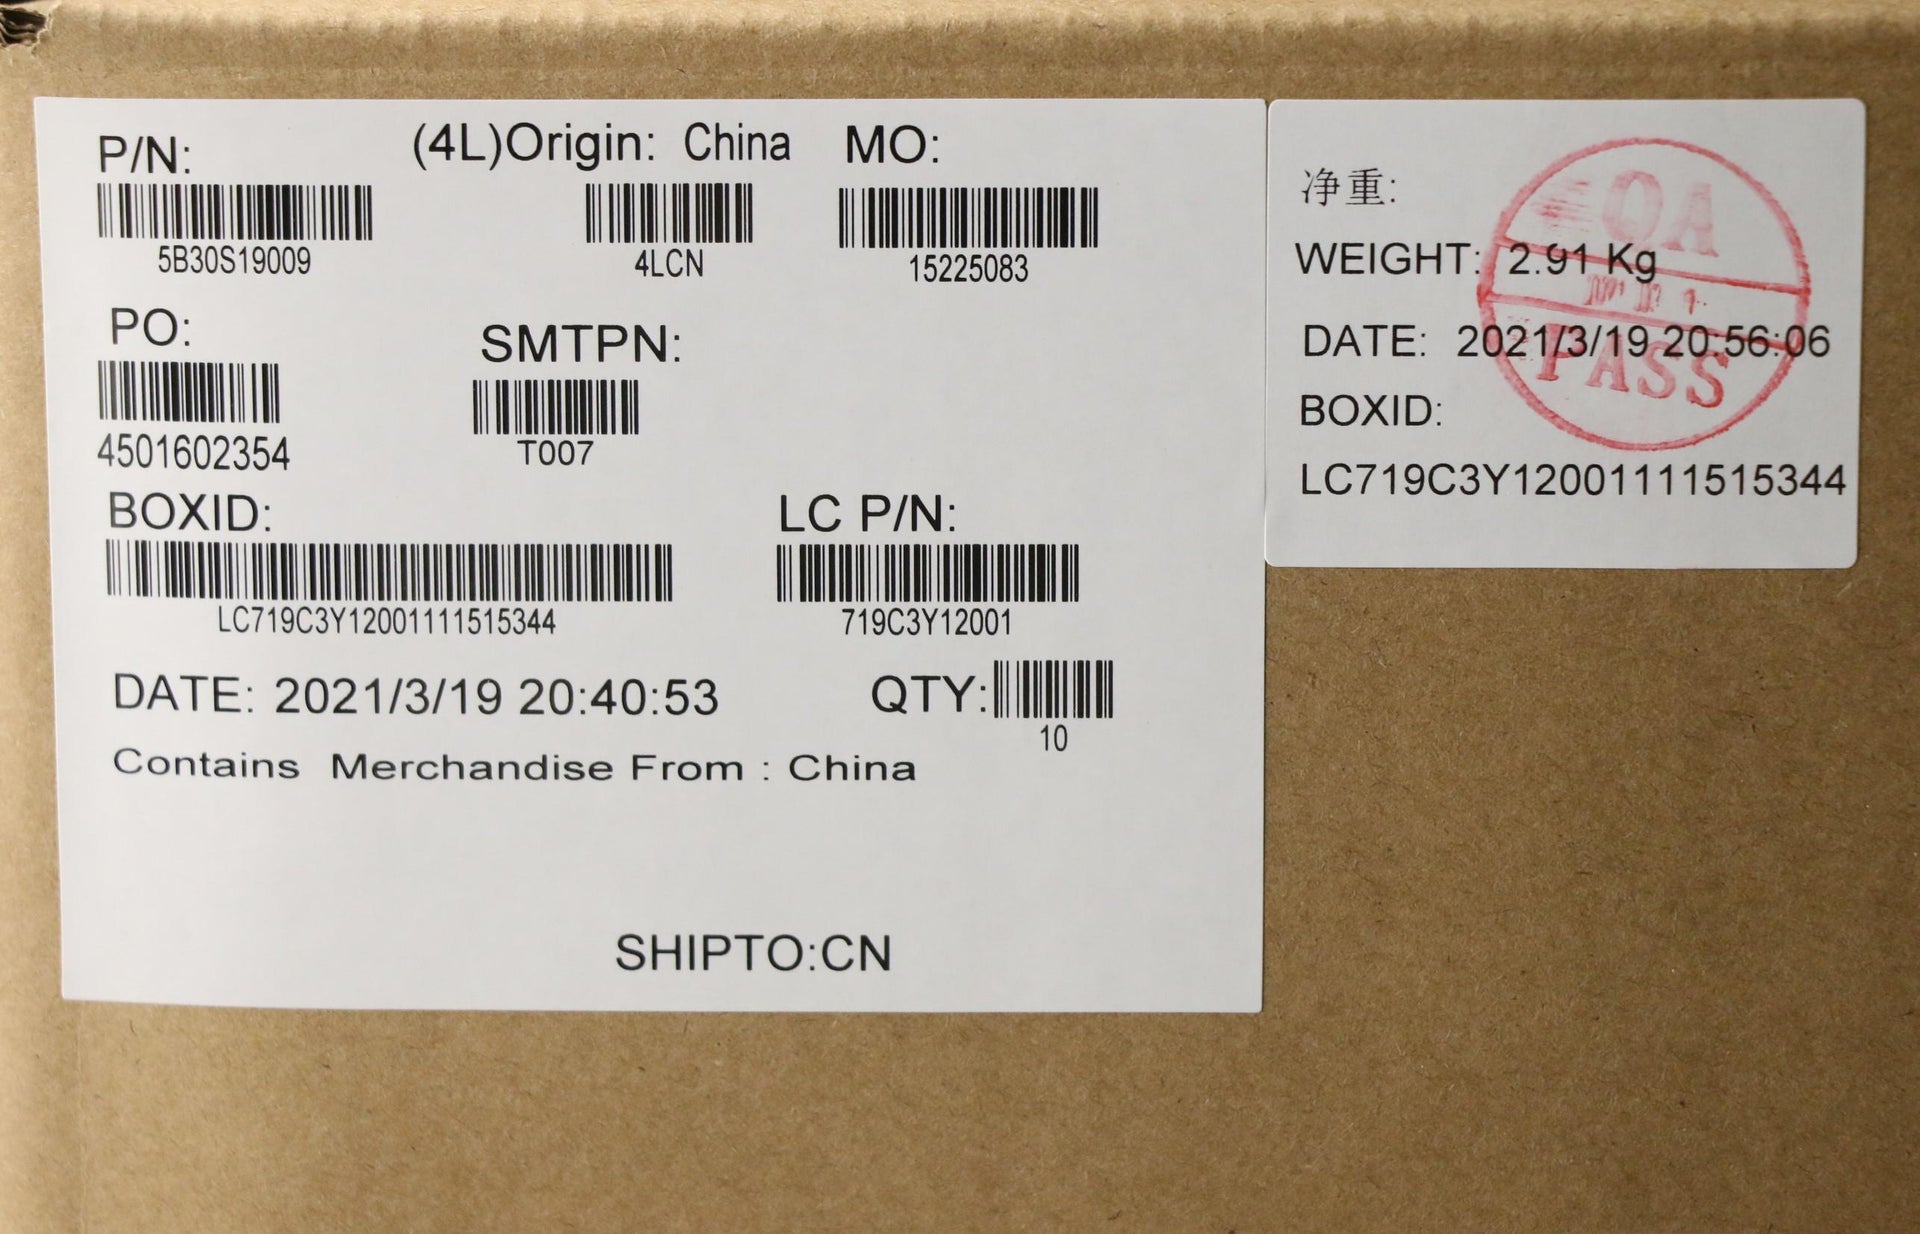 P/N: (4L)Origin: China MO:
5B30S19009 4LCN 15225083
PO: SMTPN:
4501602354 T007
BOXID: LC P/N:
LC719C3Y12001111515344 719C3Y12001
DATE: 2021/3/19 20:40:53 QTY:
10
Contains Merchandise From : China
SHIPTO:CN
净重:
WEIGHT: 2.91 Kg
DATE: 2021/3/19 20:56:06
BOXID:
LC719C3Y12001111515344
QA
PASS